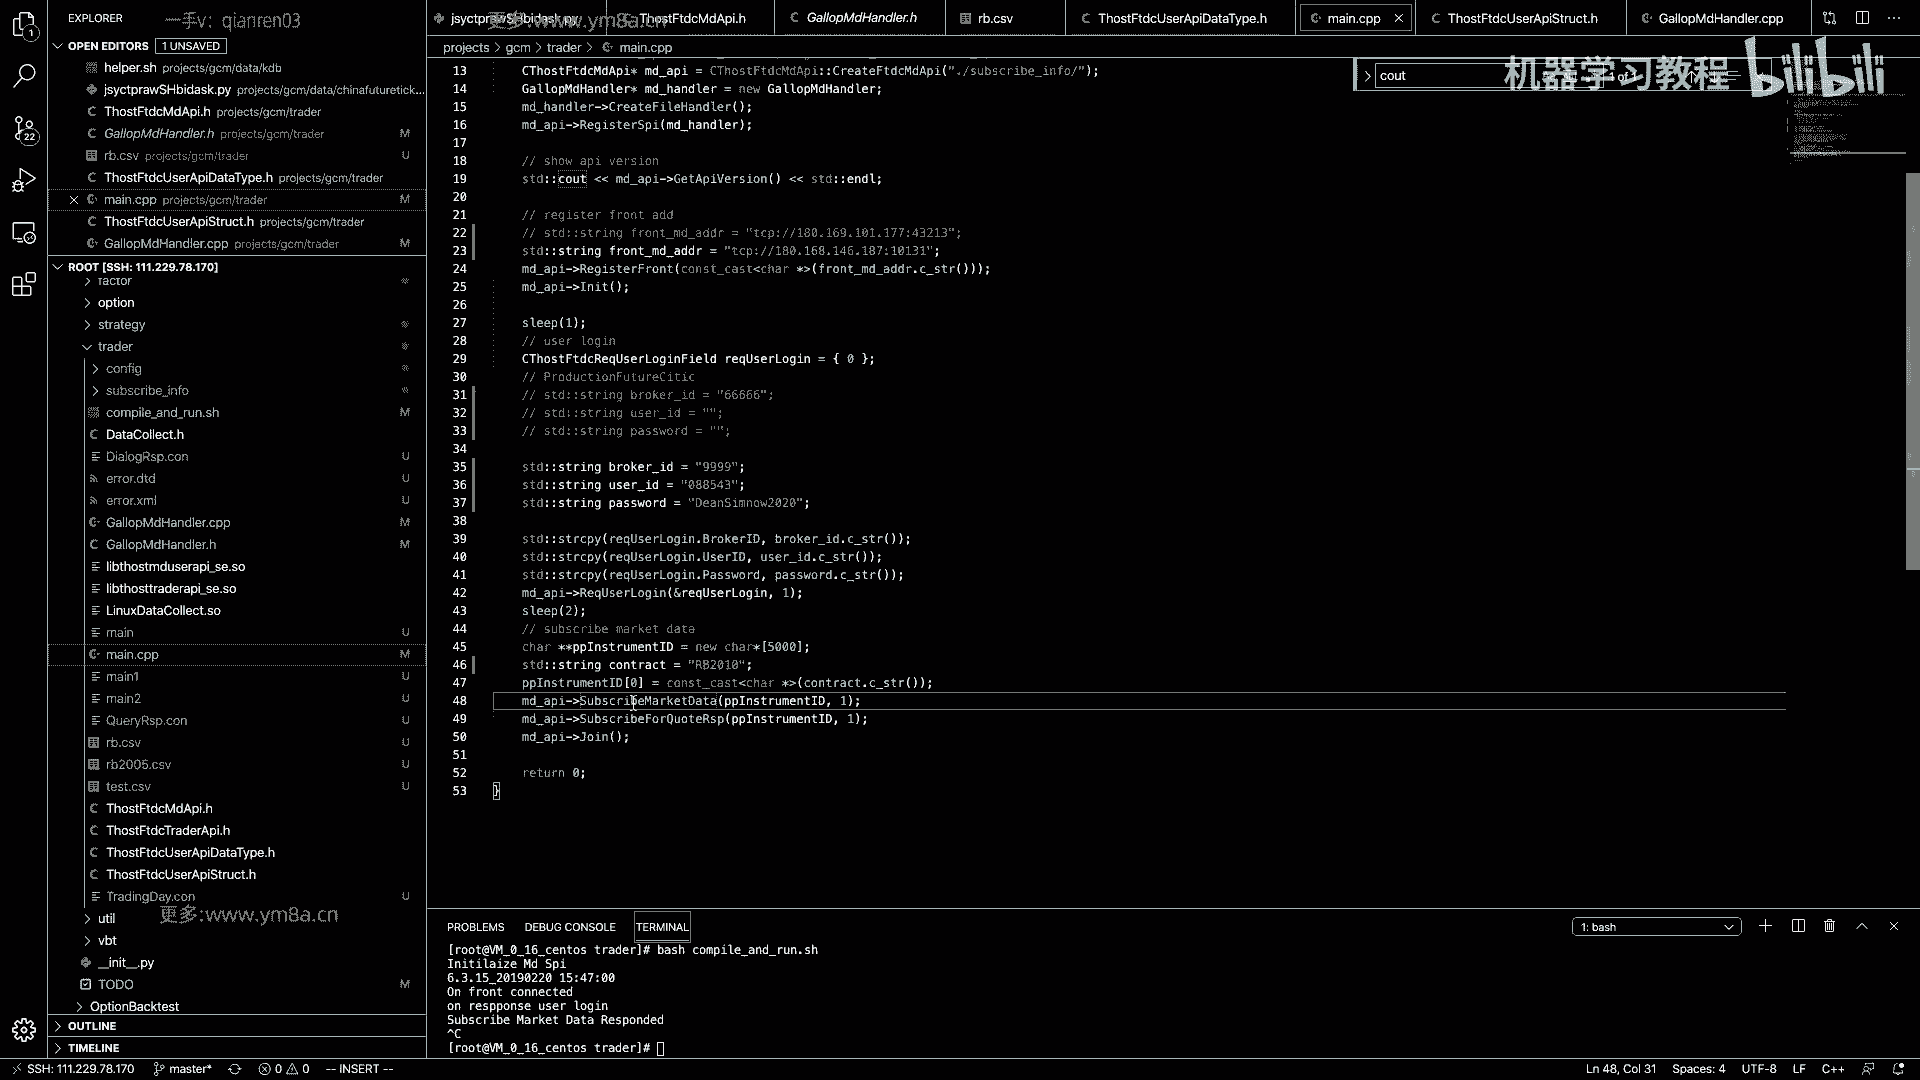 EXPLORER
一手v：qianren03
OPEN EDITORS
1 UNSAVED
helper.sh projects/gcm/data/kdb
jsyctprawSHbidask.py projects/gcm/data/chinafuturetick...
ThostFtdcMdApi.h projects/gcm/trader
GallopMdHandler.h projects/gcm/trader M
rb.csv projects/gcm/trader U
ThostFtdcUserApiDataType.h projects/gcm/trader
main.cpp projects/gcm/trader M
ThostFtdcUserApiStruct.h projects/gcm/trader
GallopMdHandler.cpp projects/gcm/trader M
ROOT [SSH: 111.229.78.170]
factor
option
strategy
trader
config
subscribe_info
compile_and_run.sh M
DataCollect.h
DialogRsp.con U
error.dtd U
error.xml U
GallopMdHandler.cpp M
GallopMdHandler.h M
libthostmduserapi_se.so
libthosttraderapi_se.so
LinuxDataCollect.so
main U
main.cpp M
main1 U
main2 U
QueryRsp.con U
rb.csv U
rb2005.csv U
test.csv U
ThostFtdcMdApi.h
ThostFtdcTraderApi.h
ThostFtdcUserApiDataType.h
ThostFtdcUserApiStruct.h
TradingDay.con U
更多:www.ym8a.cn
util
vbt
__init__.py
TODO M
OptionBacktest
OUTLINE
TIMELINE
jsyctprawSHbidask.py
更多:www.ym8a.cn
ThostFtdcMdApi.h
GallopMdHandler.h
rb.csv
ThostFtdcUserApiDataType.h
main.cpp
ThostFtdcUserApiStruct.h
GallopMdHandler.cpp
projects > gcm > trader > main.cpp
cout
机器学习教程 bilibili
13 CThostFtdcMdApi* md_api = CThostFtdcMdApi::CreateFtdcMdApi("./subscribe_info/");
14 GallopMdHandler* md_handler = new GallopMdHandler;
15 md_handler->CreateFileHandler();
16 md_api->RegisterSpi(md_handler);
17
18 // show api version
19 std::cout << md_api->GetApiVersion() << std::endl;
20
21 // register front add
22 // std::string front_md_addr = "tcp://180.169.101.177:43213";
23 std::string front_md_addr = "tcp://180.168.146.187:10131";
24 md_api->RegisterFront(const_cast<char *>(front_md_addr.c_str()));
25 md_api->Init();
26
27 sleep(1);
28 // user login
29 CThostFtdcReqUserLoginField reqUserLogin = { 0 };
30 // ProductionFutureCitic
31 // std::string broker_id = "66666";
32 // std::string user_id = "";
33 // std::string password = "";
34
35 std::string broker_id = "9999";
36 std::string user_id = "088543";
37 std::string password = "DeanSimnow2020";
38
39 std::strcpy(reqUserLogin.BrokerID, broker_id.c_str());
40 std::strcpy(reqUserLogin.UserID, user_id.c_str());
41 std::strcpy(reqUserLogin.Password, password.c_str());
42 md_api->ReqUserLogin(&reqUserLogin, 1);
43 sleep(2);
44 // subscribe market data
45 char **ppInstrumentID = new char*[5000];
46 std::string contract = "RB2010";
47 ppInstrumentID[0] = const_cast<char *>(contract.c_str());
48 md_api->SubscribeMarketData(ppInstrumentID, 1);
49 md_api->SubscribeForQuoteRsp(ppInstrumentID, 1);
50 md_api->Join();
51
52 return 0;
53 }
PROBLEMS DEBUG CONSOLE TERMINAL
1: bash
[root@VM_0_16_centos trader]# bash compile_and_run.sh
Initilaize Md Spi
6.3.15_20190220 15:47:00
On front connected
on respponse user login
Subscribe Market Data Responded
^C
[root@VM_0_16_centos trader]#
SSH: 111.229.78.170 master* 0 0 -- INSERT --
Ln 48, Col 31 Spaces: 4 UTF-8 LF C++